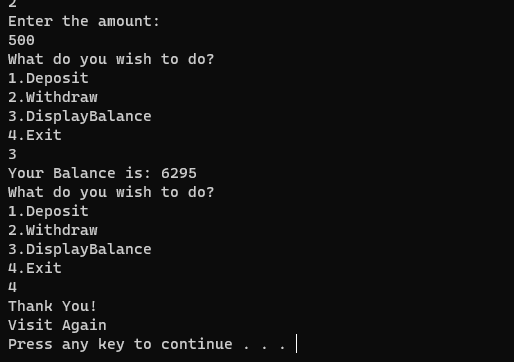 2
Enter the amount:
500
What do you wish to do?
1.Deposit
2.Withdraw
3.DisplayBalance
4.Exit
3
Your Balance is: 6295
What do you wish to do?
1.Deposit
2.Withdraw
3.DisplayBalance
4.Exit
4
Thank You!
Visit Again
Press any key to continue . . .